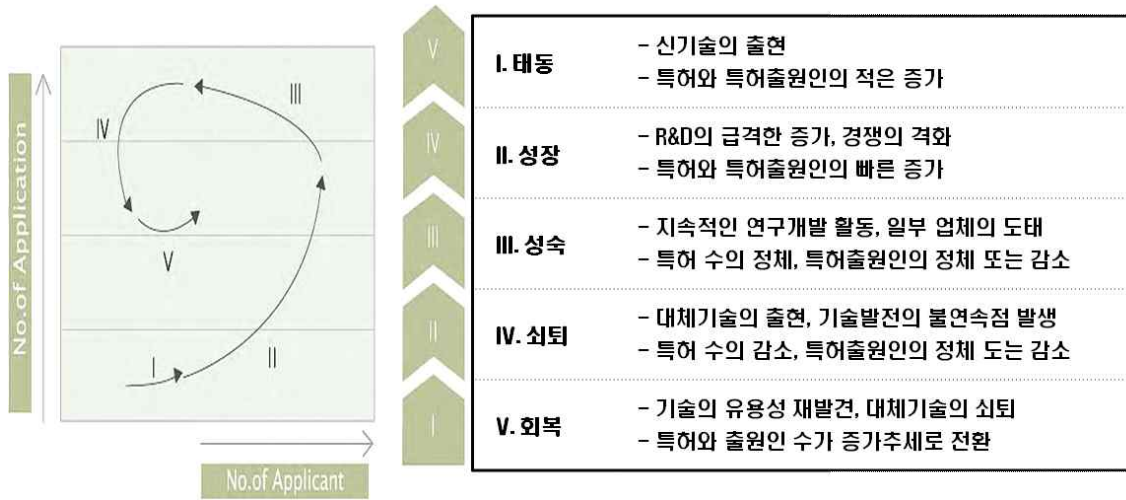 No.of Application
I
II
III
IV
V
No.of Applicant
V
IV
III
II
I
I. 태동
- 신기술의 출현
- 특허와 특허출원인의 적은 증가
II. 성장
- R&D의 급격한 증가, 경쟁의 격화
- 특허와 특허출원인의 빠른 증가
III. 성숙
- 지속적인 연구개발 활동, 일부 업체의 도태
- 특허 수의 정체, 특허출원인의 정체 또는 감소
IV. 쇠퇴
- 대체기술의 출현, 기술발전의 불연속점 발생
- 특허 수의 감소, 특허출원인의 정체 도는 감소
V. 회복
- 기술의 유용성 재발견, 대체기술의 쇠퇴
- 특허와 출원인 수가 증가추세로 전환